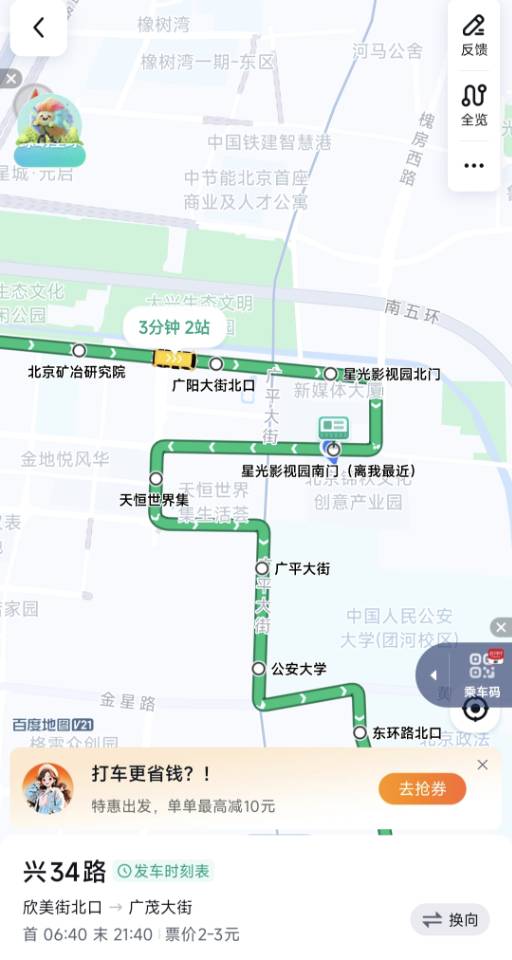 橡树湾
橡树湾一期-东区
河马公舍
反馈
全览
槐房西路
中国铁建智慧港
星城·元启
中节能北京首座
商业及人才公寓
生态文化
闲公园
大兴生态文明
园
南五环
3分钟 2站
北京矿冶研究院
广阳大街北口
星光影视园北门
新媒体大厦
广平大街
金地悦风华
星光影视园南门（离我最近）
北京锦秋文化
创意产业园
天恒世界集
天恒世界
集生活荟
广平大街
广平大街
中国人民公安
大学(团河校区)
公安大学
乘车码
黄
金星路
百度地图V21
格雷众创园
东环路北口
北京政法
打车更省钱？！
特惠出发，单单最高减10元
去抢券
兴34路
发车时刻表
欣美街北口 → 广茂大街
换向
首 06:40 末 21:40 票价2-3元